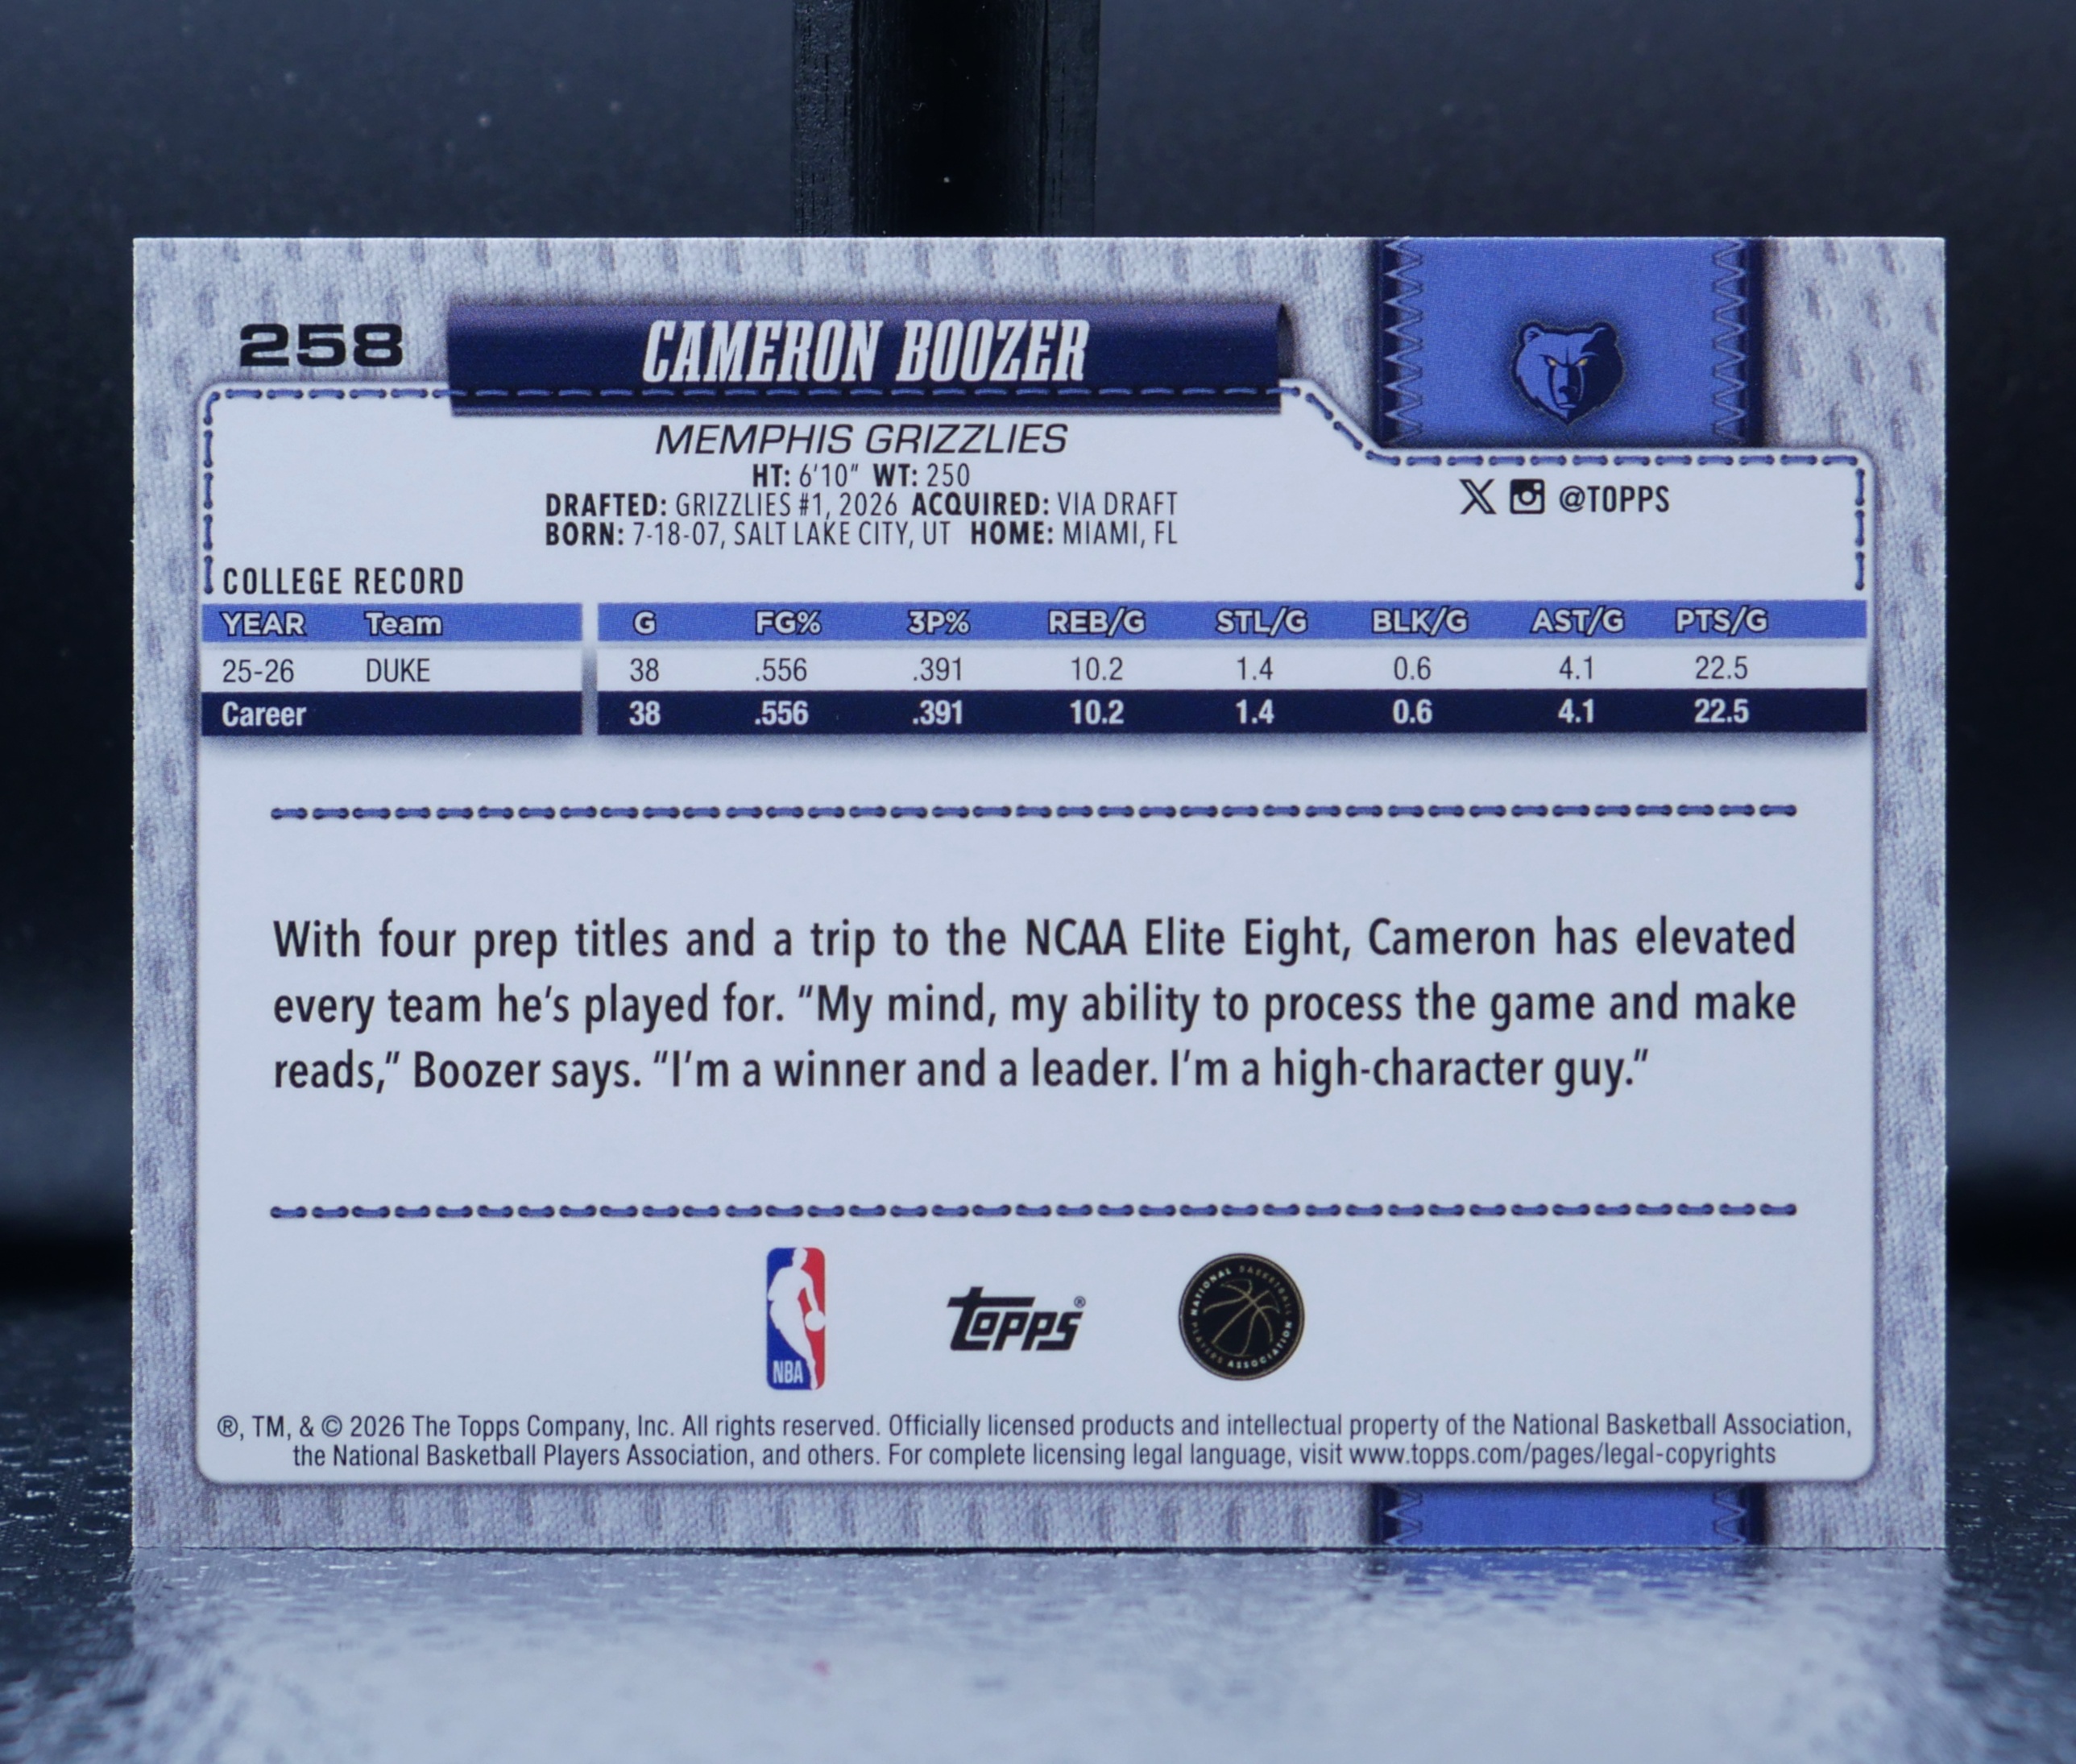 258
CAMERON BOOZER
MEMPHIS GRIZZLIES
HT: 6'10" WT: 250
DRAFTED: GRIZZLIES #1, 2026 ACQUIRED: VIA DRAFT
BORN: 7-18-07, SALT LAKE CITY, UT HOME: MIAMI, FL
@TOPPS
COLLEGE RECORD
YEAR Team G FG% 3P% REB/G STL/G BLK/G AST/G PTS/G
25-26 DUKE 38 .556 .391 10.2 1.4 0.6 4.1 22.5
Career 38 .556 .391 10.2 1.4 0.6 4.1 22.5
With four prep titles and a trip to the NCAA Elite Eight, Cameron has elevated
every team he's played for. "My mind, my ability to process the game and make
reads," Boozer says. "I'm a winner and a leader. I'm a high-character guy."
NBA
topps®
NATIONAL BASKETBALL PLAYERS ASSOCIATION
®, TM, & © 2026 The Topps Company, Inc. All rights reserved. Officially licensed products and intellectual property of the National Basketball Association,
the National Basketball Players Association, and others. For complete licensing legal language, visit www.topps.com/pages/legal-copyrights